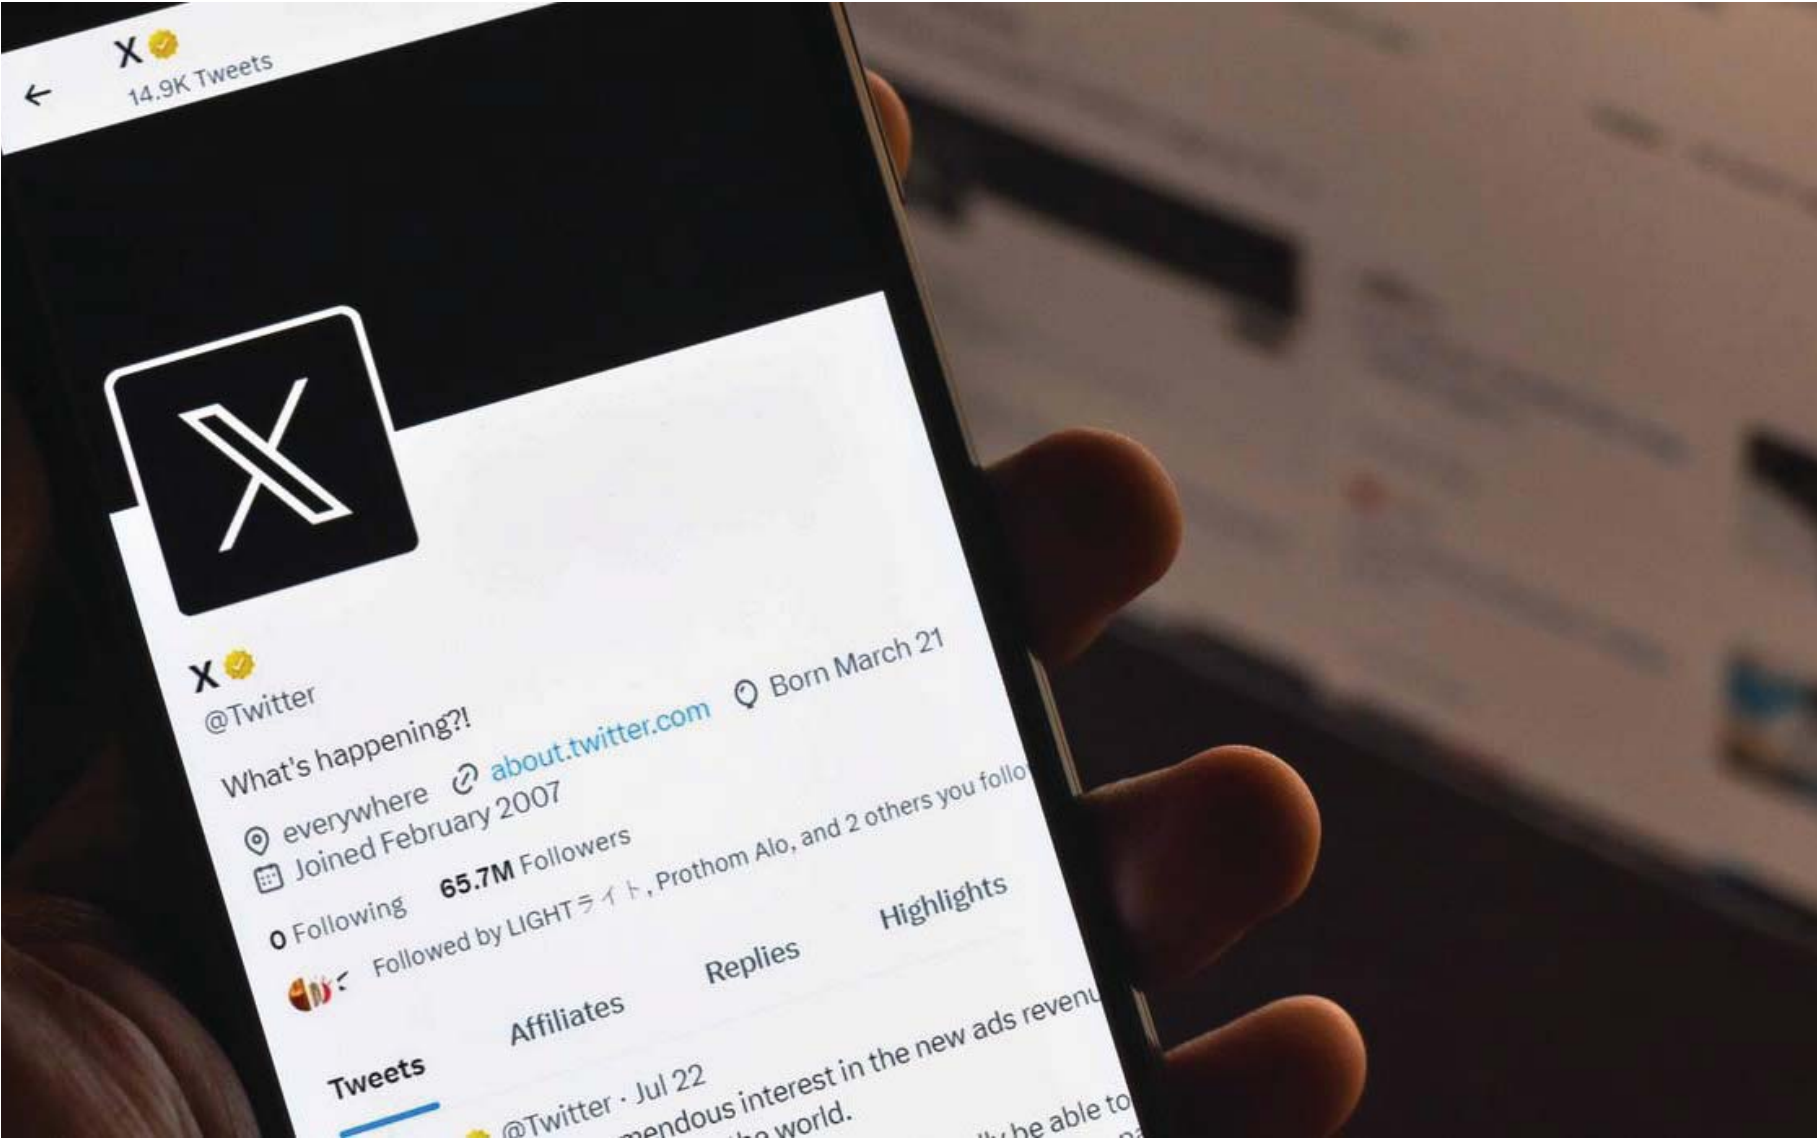 X
14.9K Tweets
X
X
@Twitter
What's happening?!
everywhere about.twitter.com Born March 21
Joined February 2007
0 Following 65.7M Followers
Followed by LIGHTライト, Prothom Alo, and 2 others you follo
Tweets Affiliates Replies Highlights
@Twitter · Jul 22
mendous interest in the new ads revenu
world.
be able to